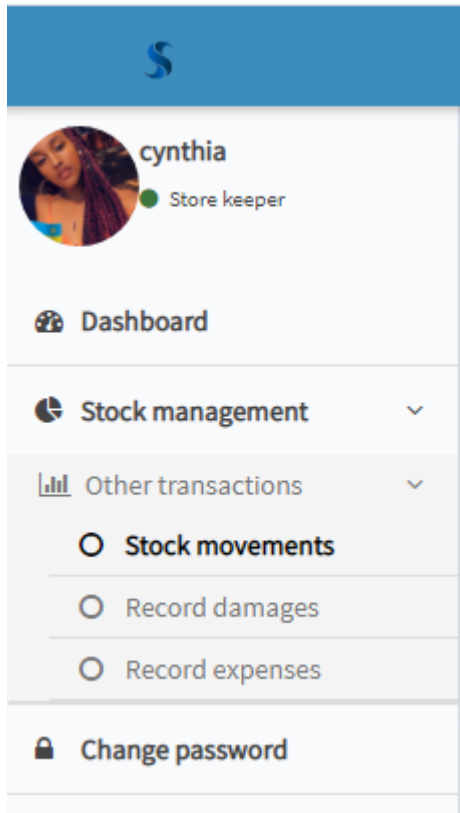 S
cynthia
Store keeper
Dashboard
Stock management
Other transactions
Stock movements
Record damages
Record expenses
Change password